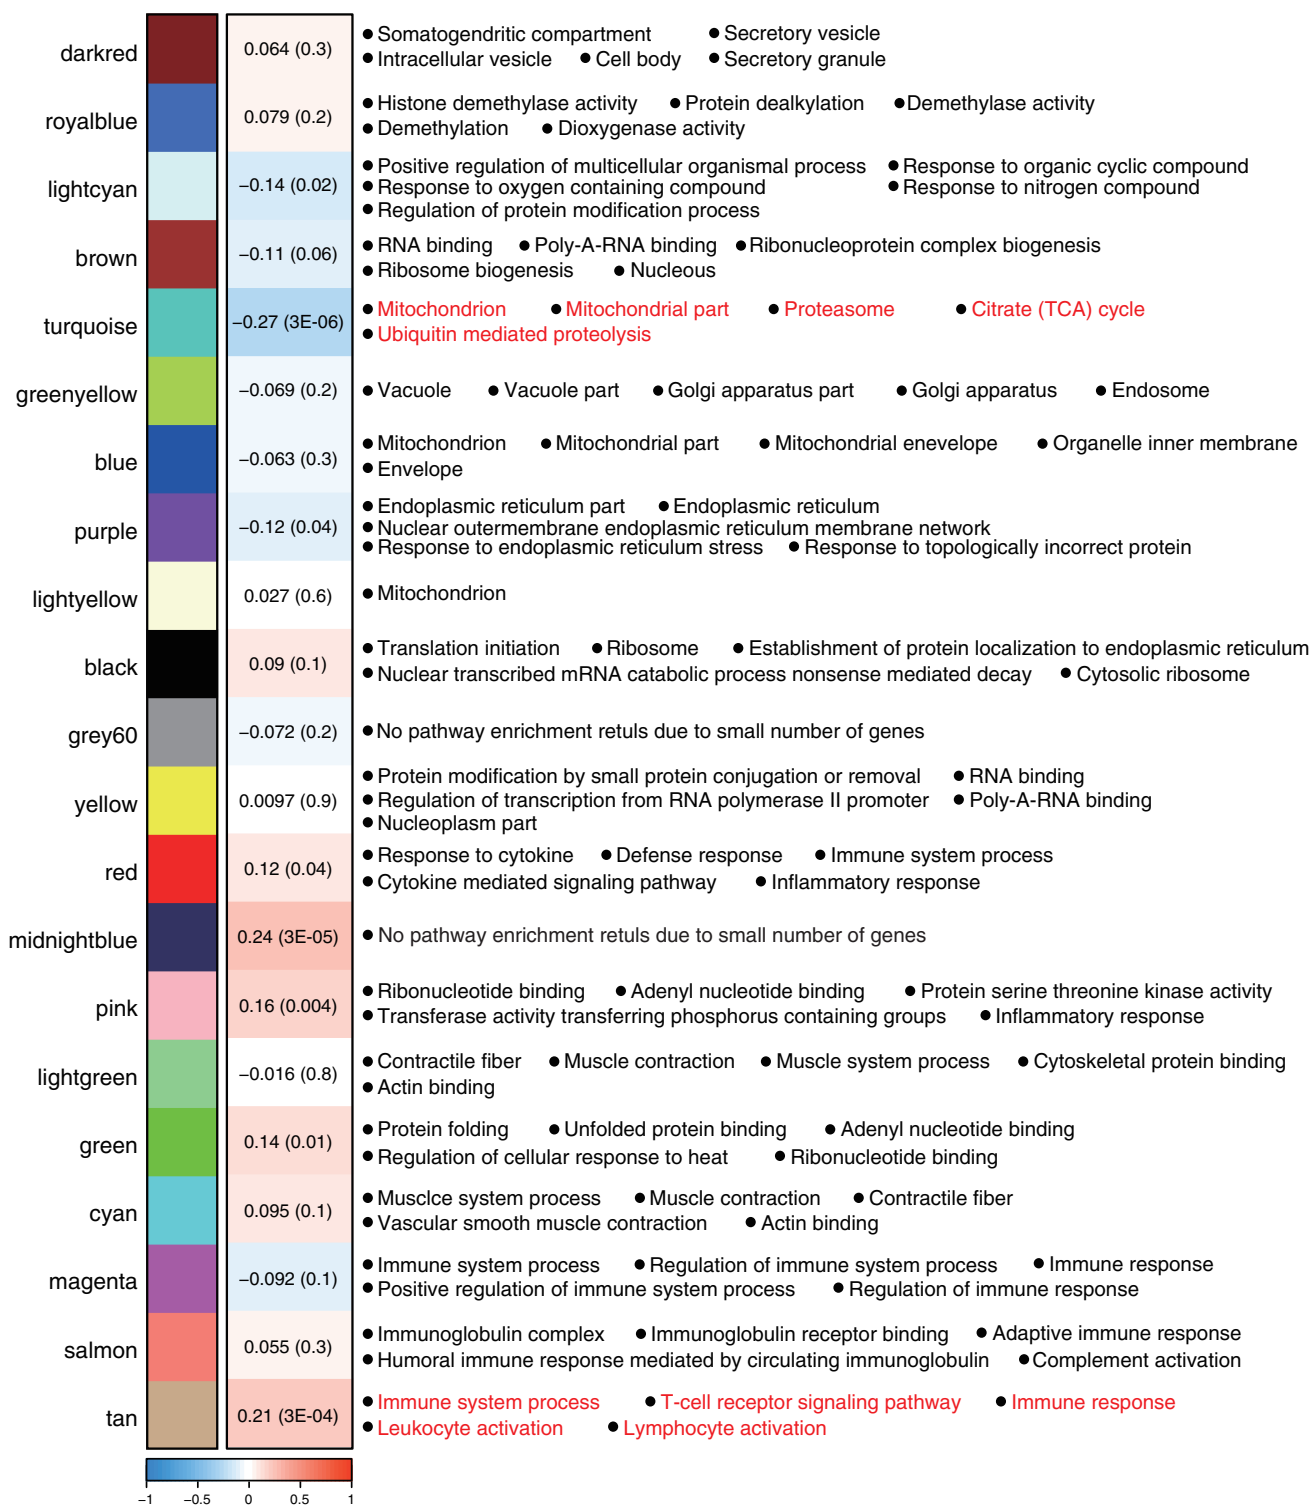 darkred 0.064 (0.3) • Somatogendritic compartment • Secretory vesicle
• Intracellular vesicle • Cell body • Secretory granule
royalblue 0.079 (0.2) • Histone demethylase activity • Protein dealkylation • Demethylase activity
• Demethylation • Dioxygenase activity
lightcyan −0.14 (0.02) • Positive regulation of multicellular organismal process • Response to organic cyclic compound
• Response to oxygen containing compound • Response to nitrogen compound
• Regulation of protein modification process
brown −0.11 (0.06) • RNA binding • Poly-A-RNA binding • Ribonucleoprotein complex biogenesis
• Ribosome biogenesis • Nucleous
turquoise −0.27 (3E-06) • Mitochondrion • Mitochondrial part • Proteasome • Citrate (TCA) cycle
• Ubiquitin mediated proteolysis
greenyellow −0.069 (0.2) • Vacuole • Vacuole part • Golgi apparatus part • Golgi apparatus • Endosome
blue −0.063 (0.3) • Mitochondrion • Mitochondrial part • Mitochondrial enevelope • Organelle inner membrane
• Envelope
purple −0.12 (0.04) • Endoplasmic reticulum part • Endoplasmic reticulum
• Nuclear outermembrane endoplasmic reticulum membrane network
• Response to endoplasmic reticulum stress • Response to topologically incorrect protein
lightyellow 0.027 (0.6) • Mitochondrion
black 0.09 (0.1) • Translation initiation • Ribosome • Establishment of protein localization to endoplasmic reticulum
• Nuclear transcribed mRNA catabolic process nonsense mediated decay • Cytosolic ribosome
grey60 −0.072 (0.2) • No pathway enrichment retuls due to small number of genes
yellow 0.0097 (0.9) • Protein modification by small protein conjugation or removal • RNA binding
• Regulation of transcription from RNA polymerase II promoter • Poly-A-RNA binding
• Nucleoplasm part
red 0.12 (0.04) • Response to cytokine • Defense response • Immune system process
• Cytokine mediated signaling pathway • Inflammatory response
midnightblue 0.24 (3E-05) • No pathway enrichment retuls due to small number of genes
pink 0.16 (0.004) • Ribonucleotide binding • Adenyl nucleotide binding • Protein serine threonine kinase activity
• Transferase activity transferring phosphorus containing groups • Inflammatory response
lightgreen −0.016 (0.8) • Contractile fiber • Muscle contraction • Muscle system process • Cytoskeletal protein binding
• Actin binding
green 0.14 (0.01) • Protein folding • Unfolded protein binding • Adenyl nucleotide binding
• Regulation of cellular response to heat • Ribonucleotide binding
cyan 0.095 (0.1) • Musclce system process • Muscle contraction • Contractile fiber
• Vascular smooth muscle contraction • Actin binding
magenta −0.092 (0.1) • Immune system process • Regulation of immune system process • Immune response
• Positive regulation of immune system process • Regulation of immune response
salmon 0.055 (0.3) • Immunoglobulin complex • Immunoglobulin receptor binding • Adaptive immune response
• Humoral immune response mediated by circulating immunoglobulin • Complement activation
tan 0.21 (3E-04) • Immune system process • T-cell receptor signaling pathway • Immune response
• Leukocyte activation • Lymphocyte activation
−1 −0.5 0 0.5 1